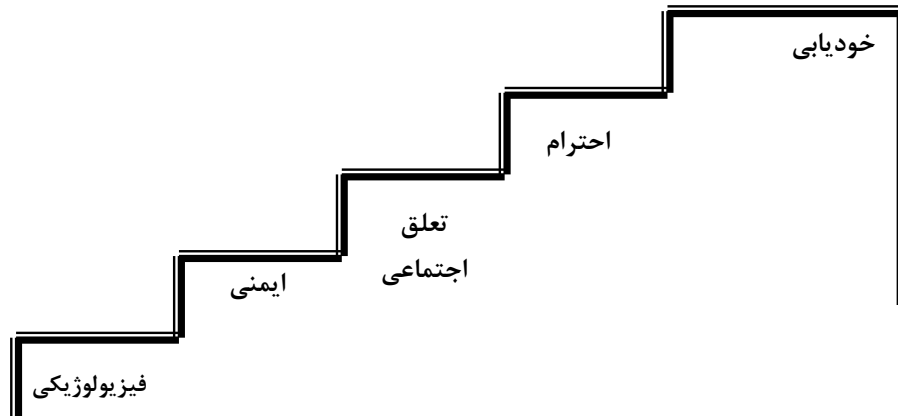 خودیابی
احترام
تعلق
اجتماعی
ایمنی
فیزیولوژیکی